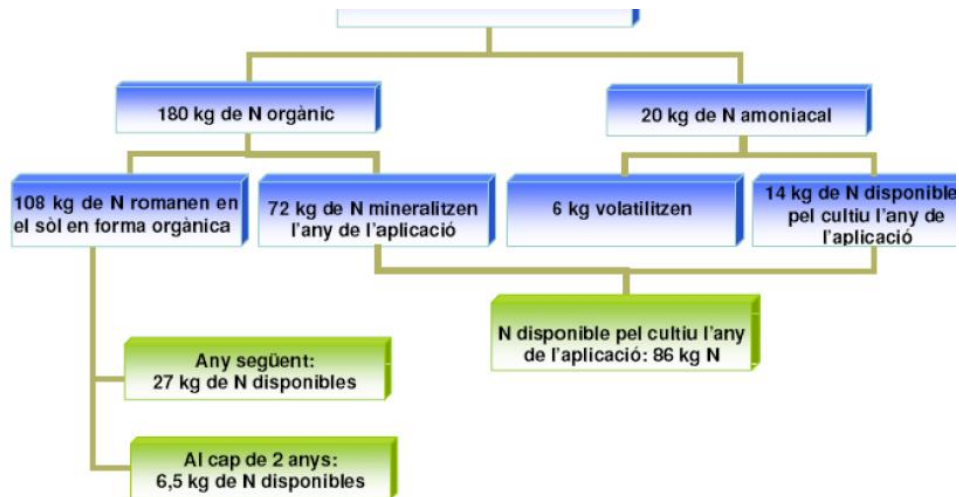 180 kg de N orgànic
20 kg de N amoniacal
108 kg de N romanen en
el sòl en forma orgànica
72 kg de N mineralitzen
l'any de l'aplicació
6 kg volatilitzen
14 kg de N disponible
pel cultiu l'any de
l'aplicació
N disponible pel cultiu l'any
de l'aplicació: 86 kg N
Any següent:
27 kg de N disponibles
Al cap de 2 anys:
6,5 kg de N disponibles